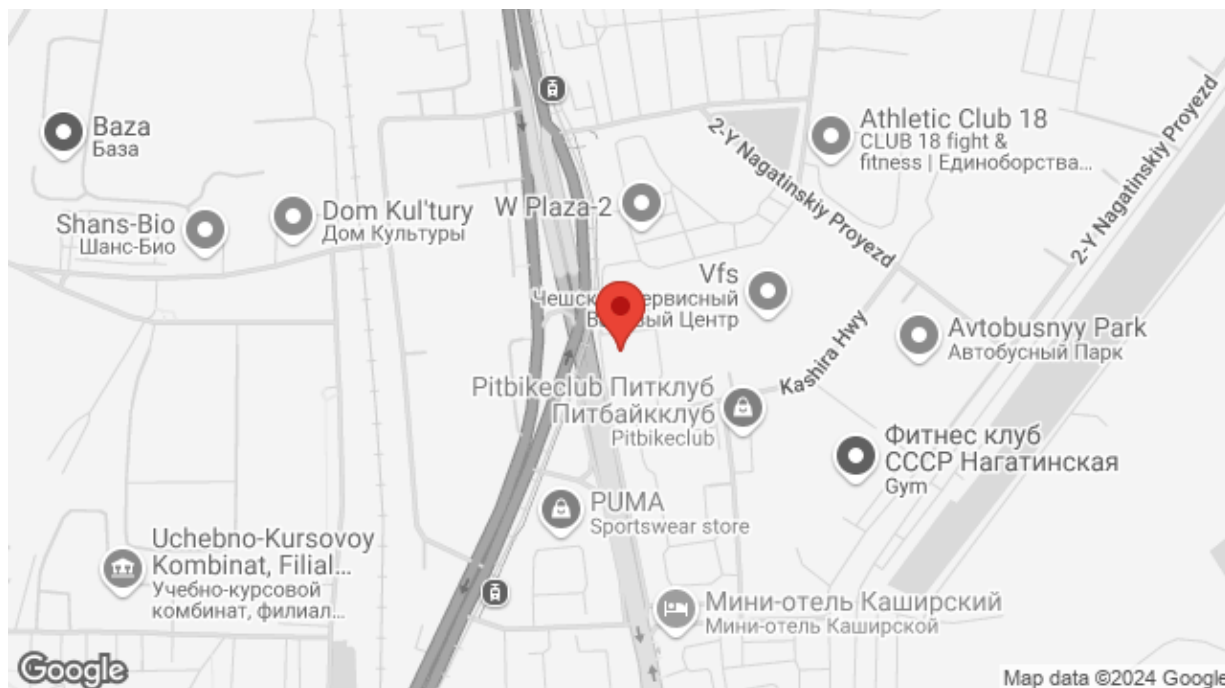 Baza
База
Athletic Club 18
CLUB 18 fight &
fitness | Единоборства...
2-Y Nagatinskiy Proyezd
2-Y Nagatinskiy Proyezd
Shans-Bio
Шанс-Био
Dom Kul'tury
Дом Культуры
W Plaza-2
Vfs
Центр
Avtobusnyy Park
Автобусный Парк
Kashira Hwy
Pitbikeclub Питклуб
Питбайкклуб
Pitbikeclub
Фитнес клуб
СССР Нагатинская
Gym
PUMA
Sportswear store
Uchebno-Kursovoy
Kombinat, Filial...
Учебно-курсовой
комбинат, филиал...
Мини-отель Каширский
Мини-отель Каширской
Google
Map data ©2024 Google